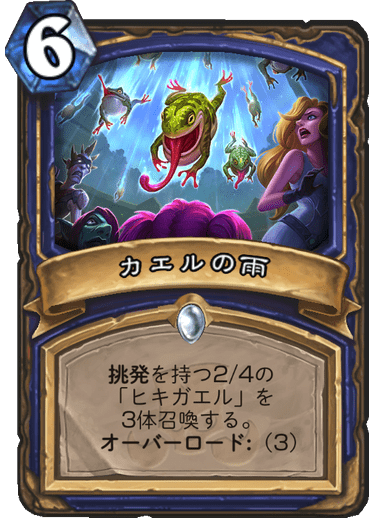 6
カエルの雨
挑発を持つ2/4の
「ヒキガエル」を
3体召喚する。
オーバーロード:（3）